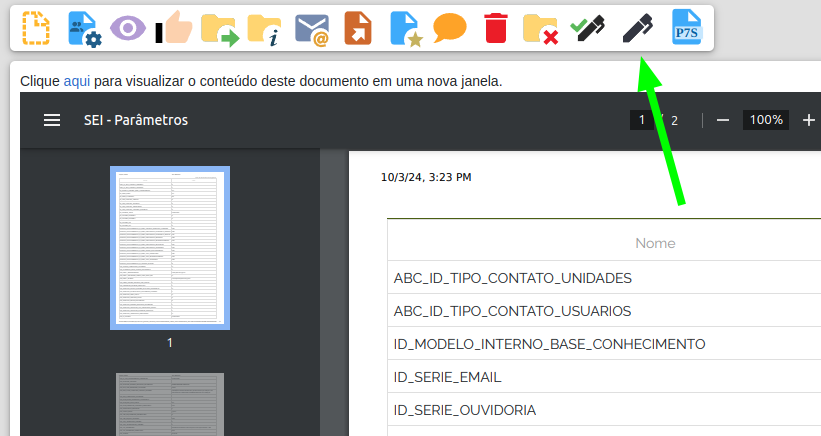 P7S
Clique aqui para visualizar o conteúdo deste documento em uma nova janela.
SEI - Parâmetros
1 / 2
100%
10/3/24, 3:23 PM
Nome
ABC_ID_TIPO_CONTATO_UNIDADES
ABC_ID_TIPO_CONTATO_USUARIOS
ID_MODELO_INTERNO_BASE_CONHECIMENTO
ID_SERIE_EMAIL
ID_SERIE_OUVIDORIA
1